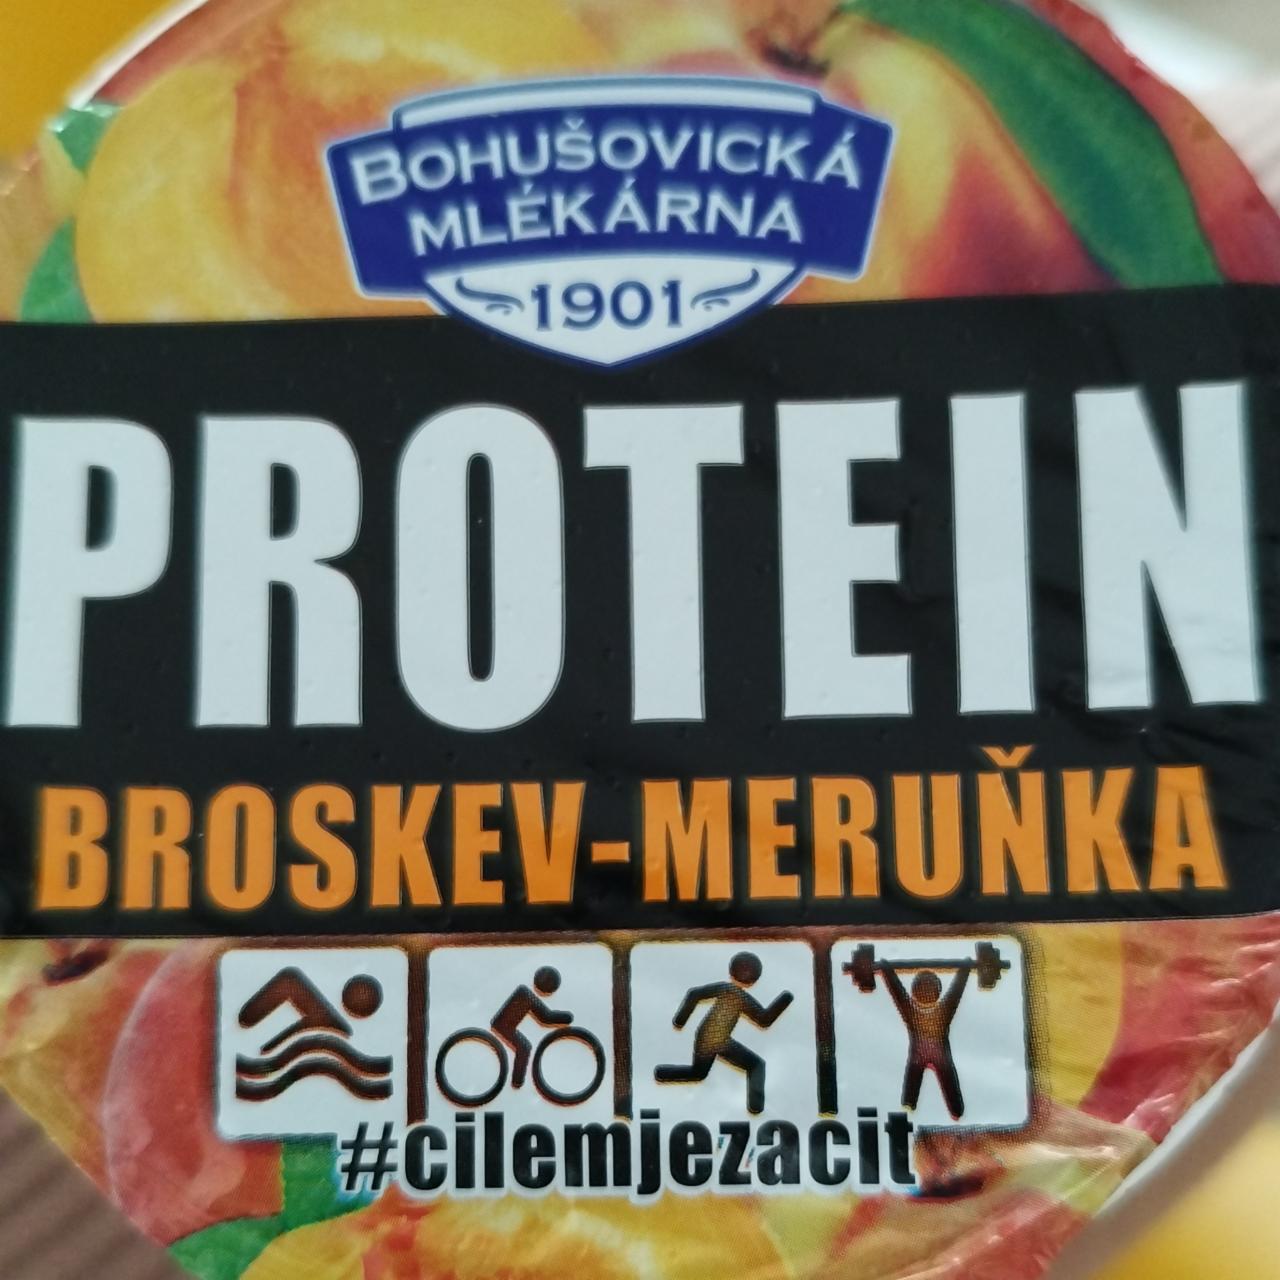 BOHUŠOVICKÁ
MLÉKÁRNA
1901
PROTEIN
BROSKEV-MERUŇKA
#cilemjezacit